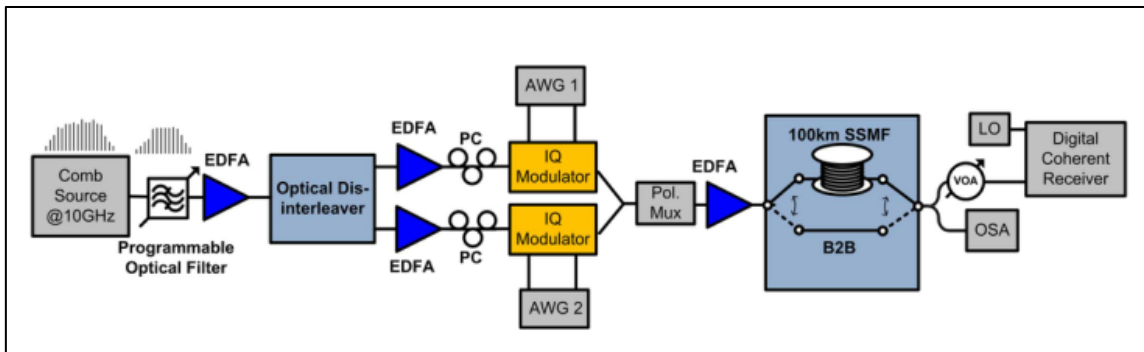 Comb
Source
@10GHz
Programmable
Optical Filter
EDFA
Optical Dis-
interleaver
EDFA
PC
AWG 1
IQ
Modulator
EDFA
PC
IQ
Modulator
AWG 2
Pol.
Mux
EDFA
100km SSMF
B2B
LO
VOA
Digital
Coherent
Receiver
OSA